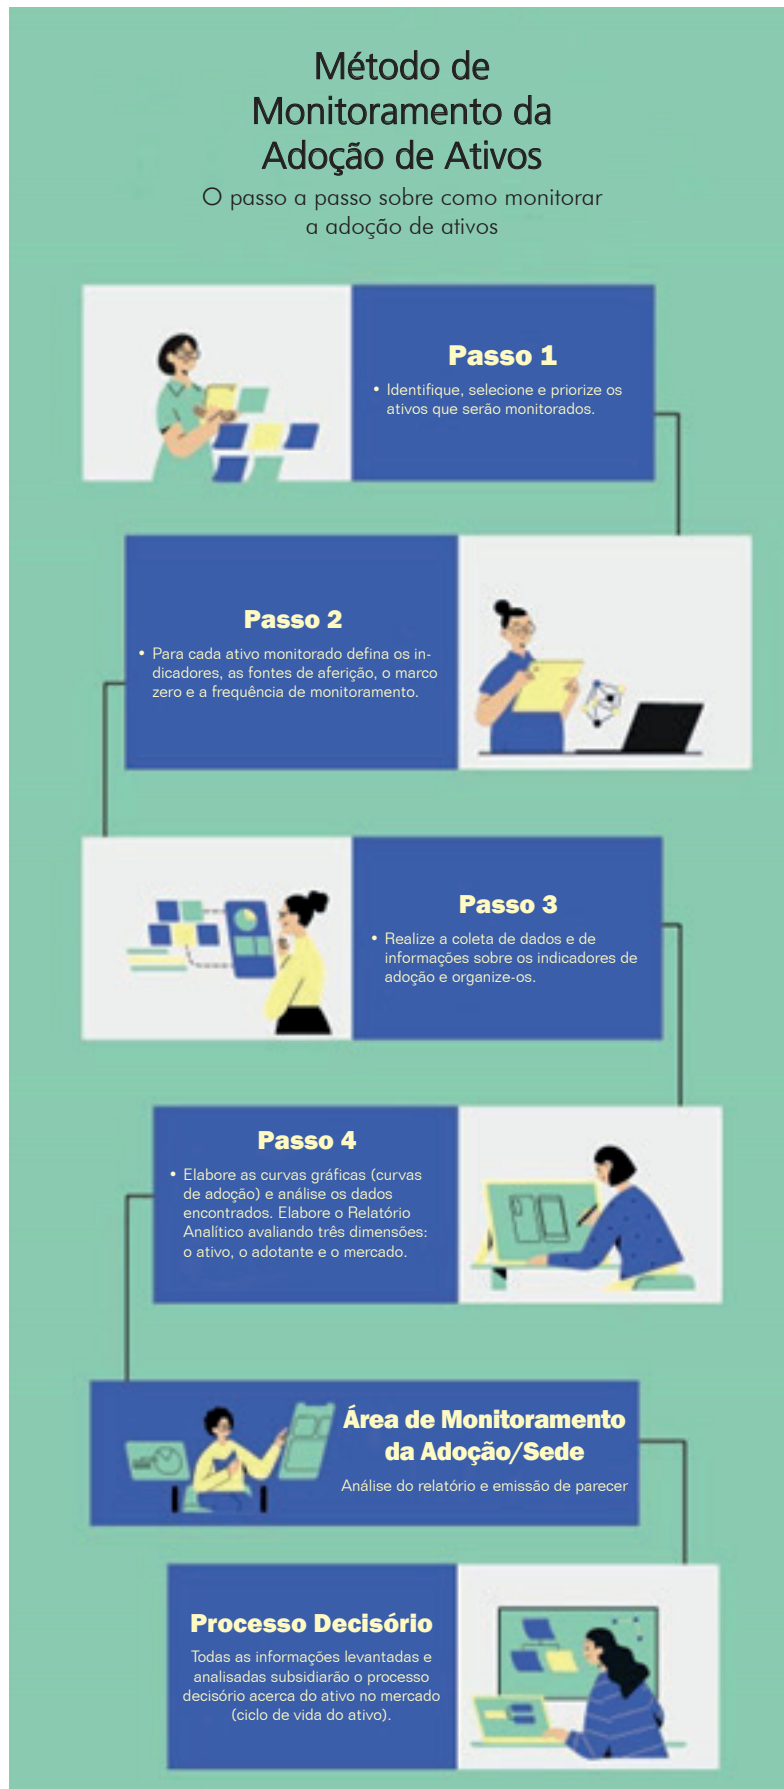 Método de
Monitoramento da
Adoção de Ativos
O passo a passo sobre como monitorar
a adoção de ativos
Passo 1
• Identifique, selecione e priorize os
ativos que serão monitorados.
Passo 2
• Para cada ativo monitorado defina os in-
dicadores, as fontes de aferição, o marco
zero e a frequência de monitoramento.
Passo 3
• Realize a coleta de dados e de
informações sobre os indicadores de
adoção e organize-os.
Passo 4
• Elabore as curvas gráficas (curvas
de adoção) e análise os dados
encontrados. Elabore o Relatório
Analítico avaliando três dimensões:
o ativo, o adotante e o mercado.
Área de Monitoramento
da Adoção/Sede
Análise do relatório e emissão de parecer
Processo Decisório
Todas as informações levantadas e
analisadas subsidiarão o processo
decisório acerca do ativo no mercado
(ciclo de vida do ativo).